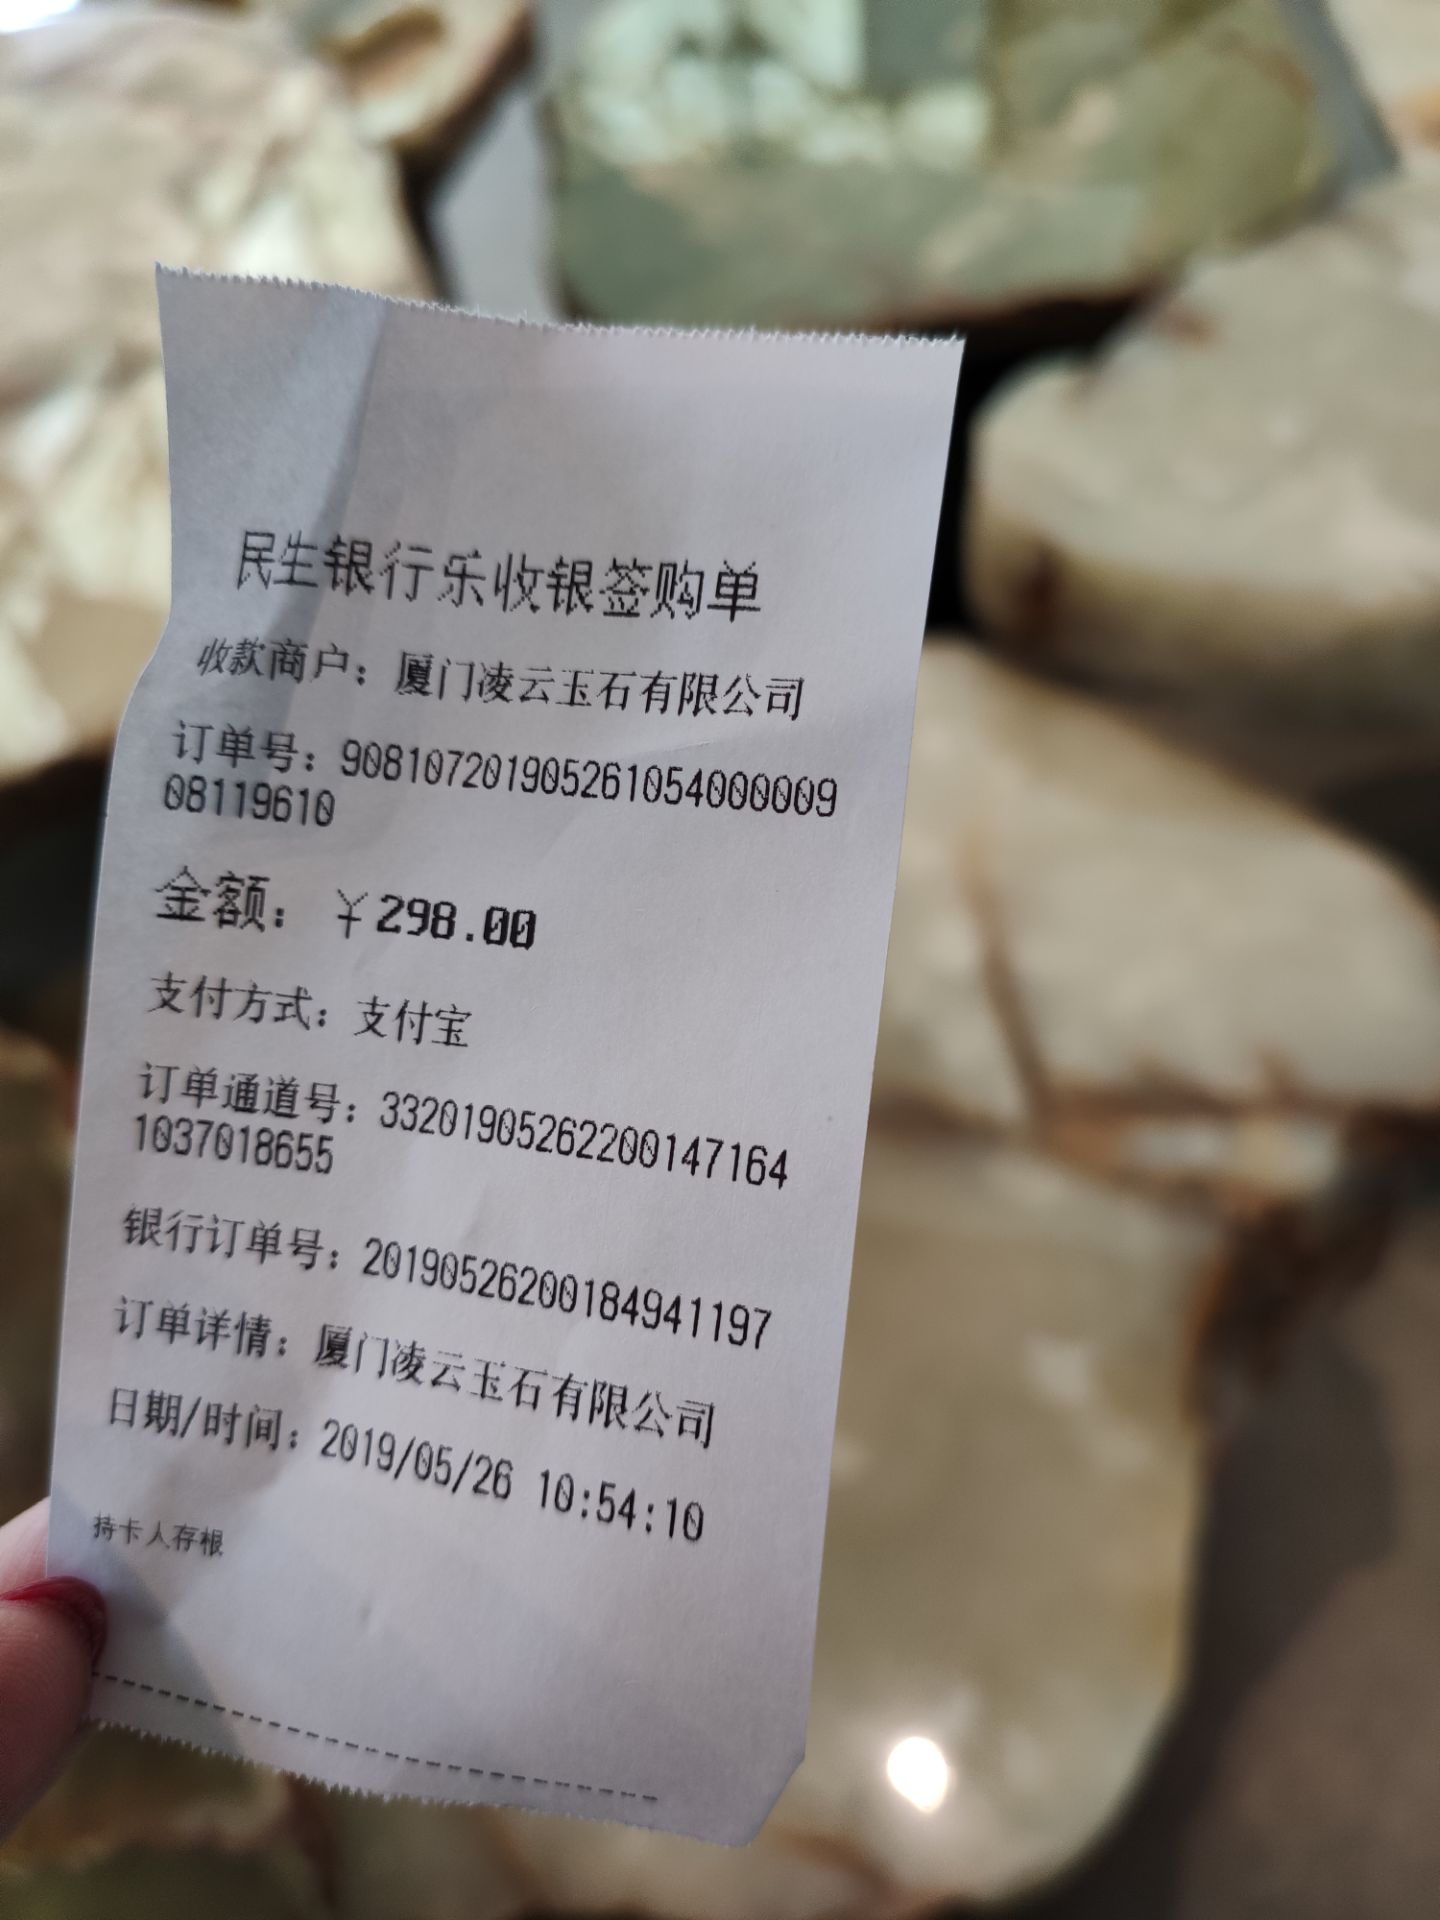 民生银行乐收银签购单
收款商户：厦门凌云玉石有限公司
订单号：9081072019052610540000009
08119610
金额：￥298.00
支付方式：支付宝
订单通道号：33201905262200147164
1037018655
银行订单号：20190526200184941197
订单详情：厦门凌云玉石有限公司
日期/时间：2019/05/26 10:54:10
持卡人存根